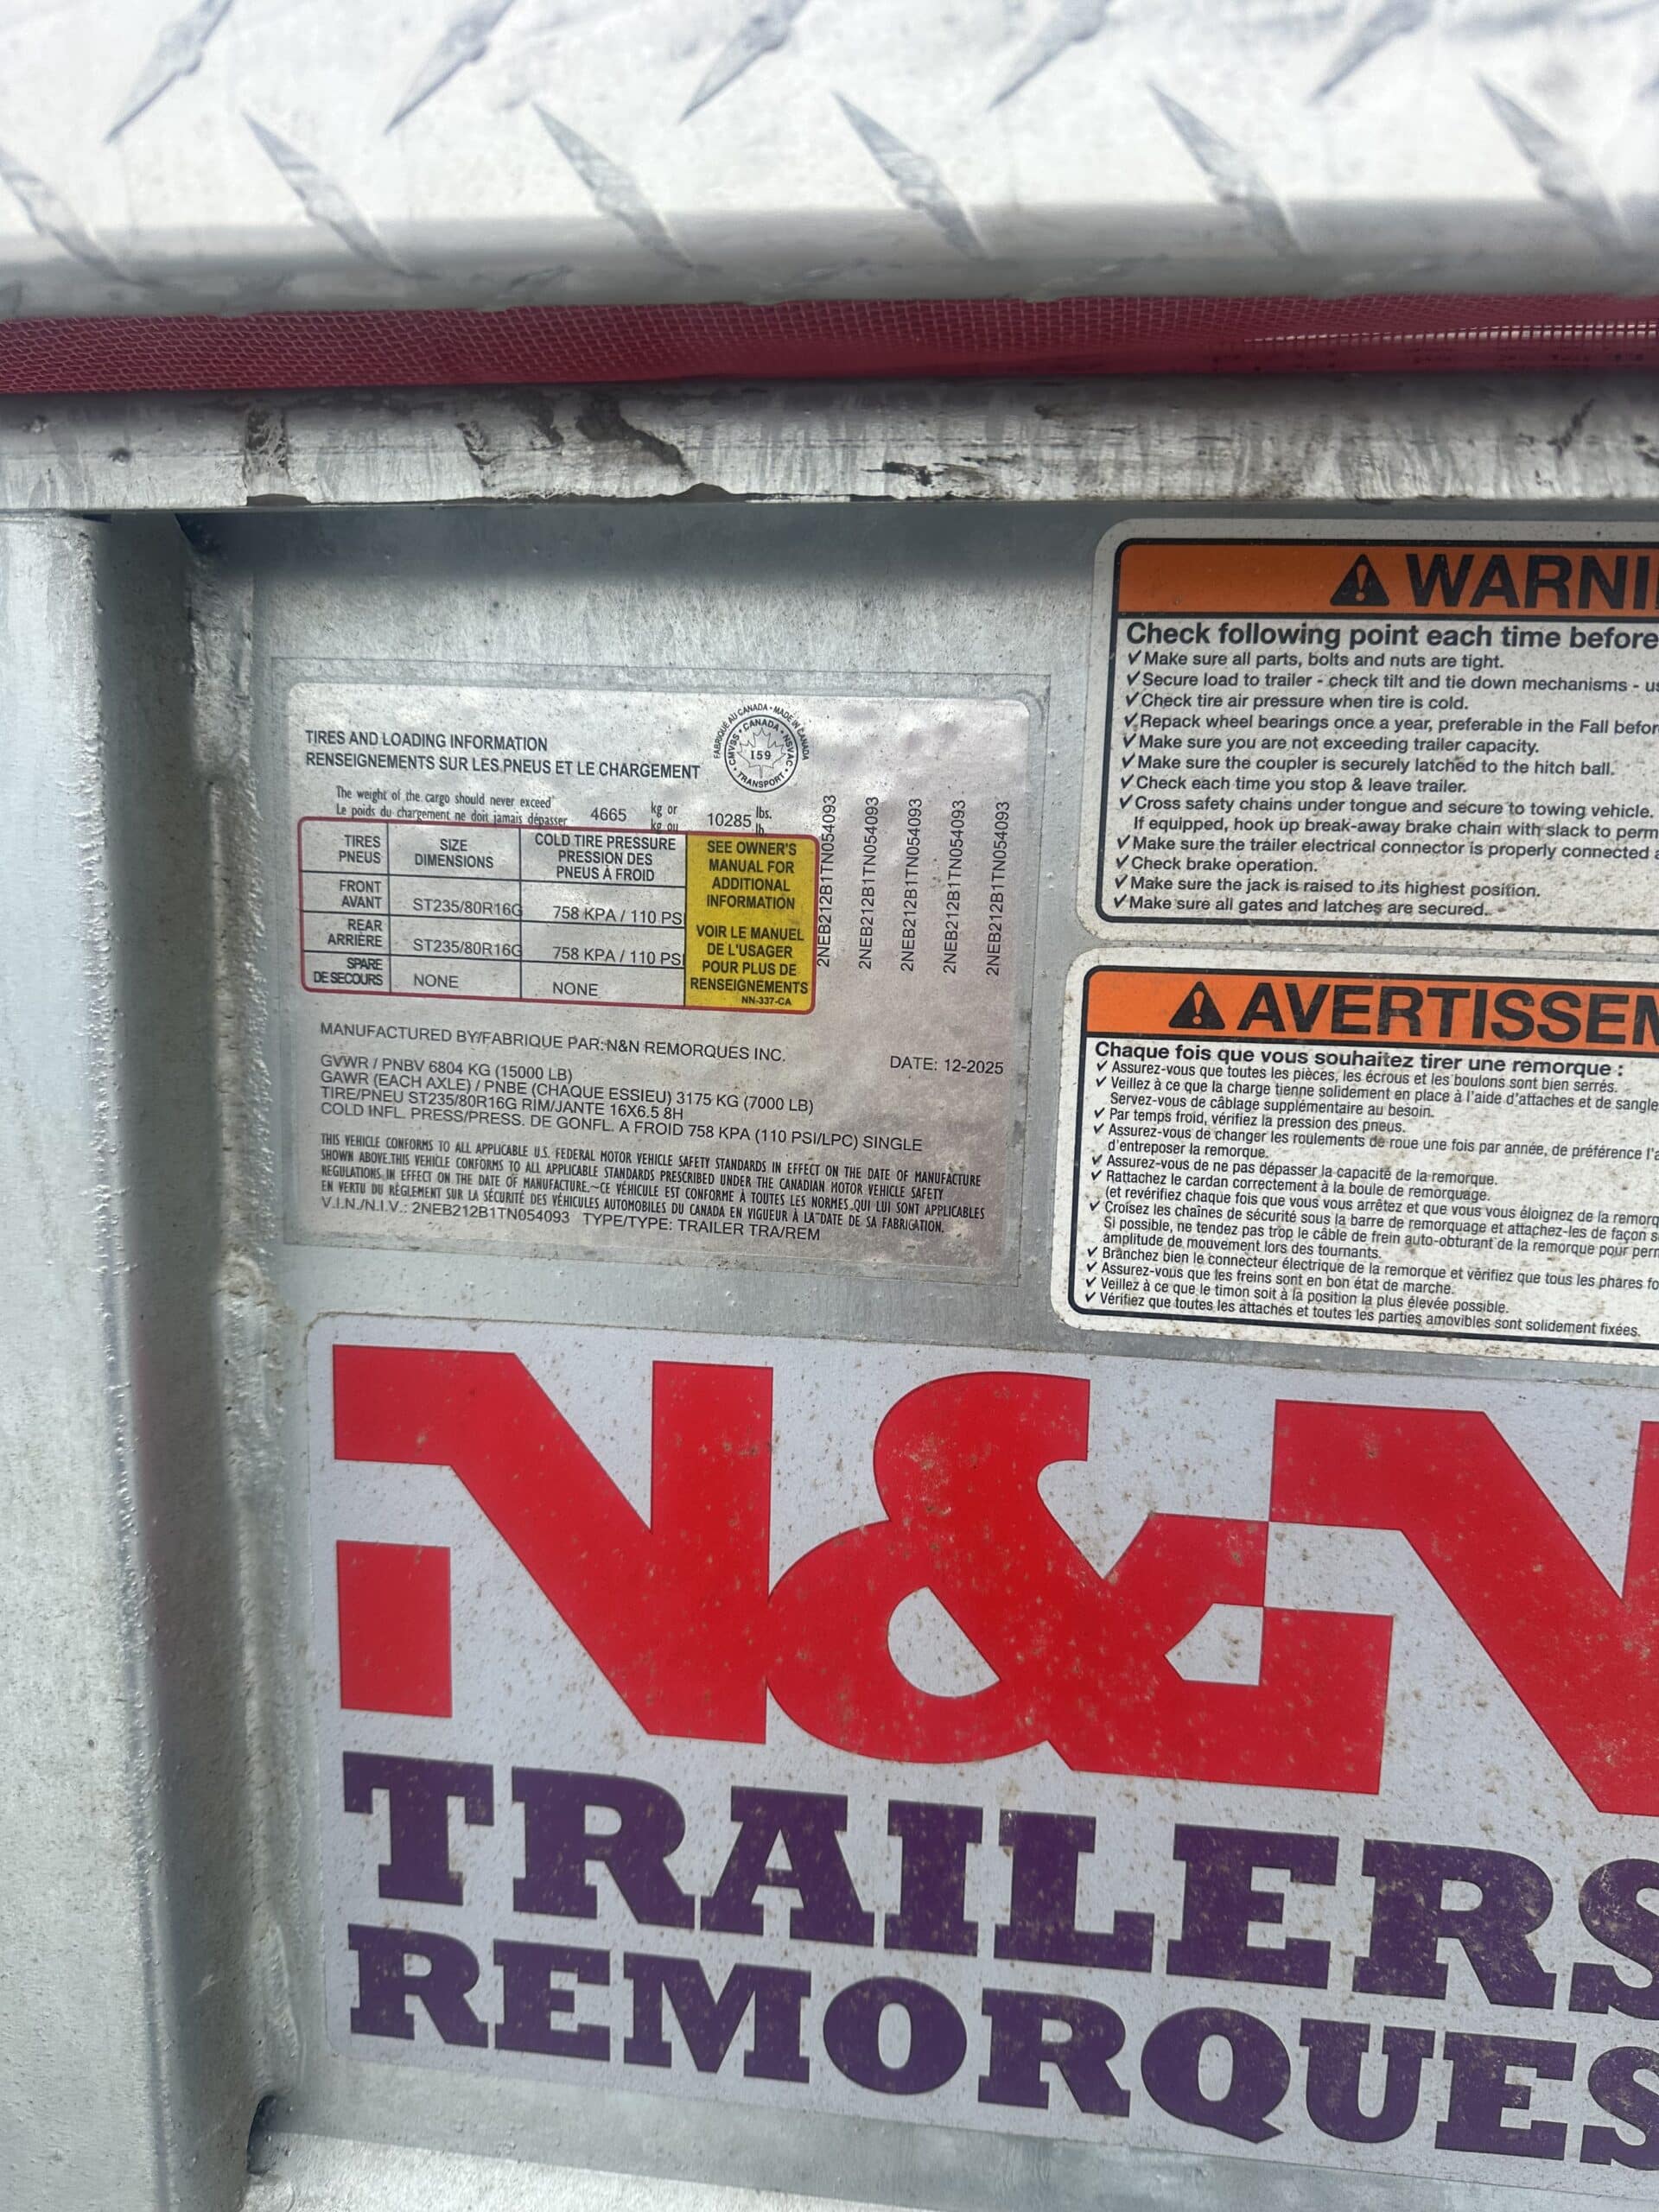 TIRES AND LOADING INFORMATION
RENSEIGNEMENTS SUR LES PNEUS ET LE CHARGEMENT
FABRIQUÉ AU CANADA • MADE IN CANADA
CMVSS • CANADA • NSVAC
159
TRANSPORT
The weight of the cargo should never exceed 4665 kg or 10285 lbs.
Le poids du chargement ne doit jamais dépasser kg ou lb
TIRES
PNEUS
SIZE
DIMENSIONS
COLD TIRE PRESSURE
PRESSION DES
PNEUS À FROID
FRONT
AVANT
ST235/80R16G
758 KPA / 110 PSI
REAR
ARRIÈRE
ST235/80R16G
758 KPA / 110 PSI
SPARE
DE SECOURS
NONE
NONE
SEE OWNER'S
MANUAL FOR
ADDITIONAL
INFORMATION
VOIR LE MANUEL
DE L'USAGER
POUR PLUS DE
RENSEIGNEMENTS
NN-337-CA
2NEB212B1TN054093
2NEB212B1TN054093
2NEB212B1TN054093
2NEB212B1TN054093
2NEB212B1TN054093
MANUFACTURED BY/FABRIQUE PAR: N&N REMORQUES INC.
DATE: 12-2025
GVWR / PNBV 6804 KG (15000 LB)
GAWR (EACH AXLE) / PNBE (CHAQUE ESSIEU) 3175 KG (7000 LB)
TIRE/PNEU ST235/80R16G RIM/JANTE 16X6.5 8H
COLD INFL. PRESS/PRESS. DE GONFL. A FROID 758 KPA (110 PSI/LPC) SINGLE
THIS VEHICLE CONFORMS TO ALL APPLICABLE U.S. FEDERAL MOTOR VEHICLE SAFETY STANDARDS IN EFFECT ON THE DATE OF MANUFACTURE
SHOWN ABOVE.THIS VEHICLE CONFORMS TO ALL APPLICABLE STANDARDS PRESCRIBED UNDER THE CANADIAN MOTOR VEHICLE SAFETY
REGULATIONS IN EFFECT ON THE DATE OF MANUFACTURE.~CE VÉHICULE EST CONFORME À TOUTES LES NORMES QUI LUI SONT APPLICABLES
EN VERTU DU RÈGLEMENT SUR LA SÉCURITÉ DES VÉHICULES AUTOMOBILES DU CANADA EN VIGUEUR À LA DATE DE SA FABRICATION.
V.I.N./N.I.V.: 2NEB212B1TN054093 TYPE/TYPE: TRAILER TRA/REM
WARNI
Check following point each time before
✓ Make sure all parts, bolts and nuts are tight.
✓ Secure load to trailer - check tilt and tie down mechanisms - us
✓ Check tire air pressure when tire is cold.
✓ Repack wheel bearings once a year, preferable in the Fall befor
✓ Make sure you are not exceeding trailer capacity.
✓ Make sure the coupler is securely latched to the hitch ball.
✓ Check each time you stop & leave trailer.
✓ Cross safety chains under tongue and secure to towing vehicle.
If equipped, hook up break-away brake chain with slack to perm
✓ Make sure the trailer electrical connector is properly connected a
✓ Check brake operation.
✓ Make sure the jack is raised to its highest position.
✓ Make sure all gates and latches are secured.
AVERTISSEM
Chaque fois que vous souhaitez tirer une remorque :
✓ Assurez-vous que toutes les pièces, les écrous et les boulons sont bien serrés.
✓ Veillez à ce que la charge tienne solidement en place à l'aide d'attaches et de sangle
Servez-vous de câblage supplémentaire au besoin.
✓ Par temps froid, vérifiez la pression des pneus.
✓ Assurez-vous de changer les roulements de roue une fois par année, de préférence l'a
d'entreposer la remorque.
✓ Assurez-vous de ne pas dépasser la capacité de la remorque.
✓ Rattachez le cardan correctement à la boule de remorquage.
(et revérifiez chaque fois que vous vous arrêtez et que vous vous éloignez de la remorq
✓ Croisez les chaînes de sécurité sous la barre de remorquage et attachez-les de façon s
Si possible, ne tendez pas trop le câble de frein auto-obturant de la remorque pour perm
amplitude de mouvement lors des tournants.
✓ Branchez bien le connecteur électrique de la remorque et vérifiez que tous les phares fo
✓ Assurez-vous que les freins sont en bon état de marche.
✓ Veillez à ce que le timon soit à la position la plus élevée possible.
✓ Vérifiez que toutes les attaches et toutes les parties amovibles sont solidement fixées.
N&N
TRAILERS
REMORQUES